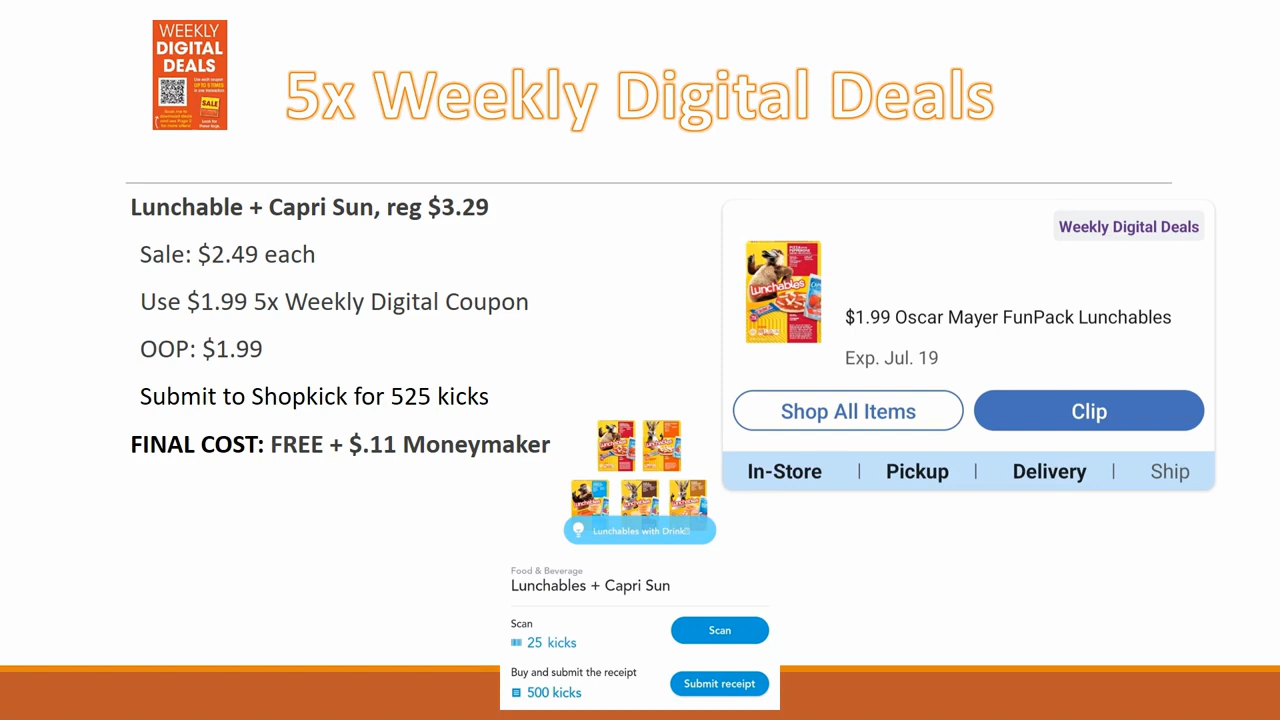 WEEKLY
DIGITAL
DEALS
5x Weekly Digital Deals
SALE
Lunchable + Capri Sun, reg $3.29
Sale: $2.49 each
Use $1.99 5x Weekly Digital Coupon
OOP: $1.99
Submit to Shopkick for 525 kicks
FINAL COST: FREE + $.11 Moneymaker
Weekly Digital Deals
Lunchables
$1.99 Oscar Mayer FunPack Lunchables
Exp. Jul. 19
Shop All Items
Clip
In-Store | Pickup | Delivery | Ship
Lunchables with Drink
Food & Beverage
Lunchables + Capri Sun
Scan
25 kicks
Scan
Buy and submit the receipt
500 kicks
Submit receipt